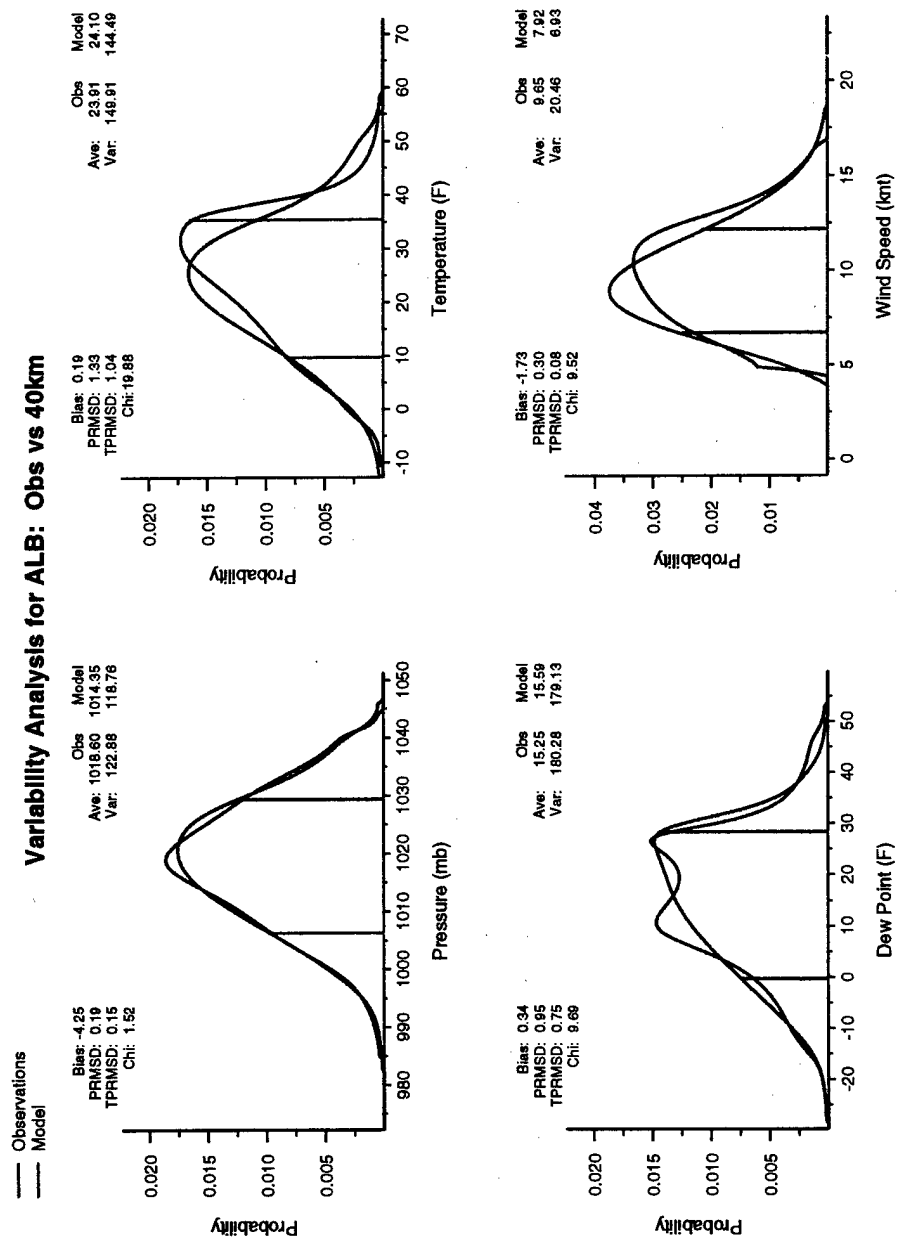 Observations
Model
Variability Analysis for ALB: Obs vs 40km
Bias: -4.25
PRMSD: 0.19
TPRMSD: 0.15
Chi: 1.52
Obs Model
Ave: 1018.60 1014.35
Var: 122.88 118.76
0.020
0.015
0.010
0.005
Probability
980 990 1000 1010 1020 1030 1040 1050
Pressure (mb)
Bias: 0.19
PRMSD: 1.33
TPRMSD: 1.04
Chi: 19.88
Obs Model
Ave: 23.91 24.10
Var: 149.91 144.49
0.020
0.015
0.010
0.005
Probability
-10 0 10 20 30 40 50 60 70
Temperature (F)
Bias: 0.34
PRMSD: 0.95
TPRMSD: 0.75
Chi: 9.69
Obs Model
Ave: 15.25 15.59
Var: 180.28 179.13
0.020
0.015
0.010
0.005
Probability
-20 -10 0 10 20 30 40 50
Dew Point (F)
Bias: -1.73
PRMSD: 0.30
TPRMSD: 0.08
Chi: 9.52
Obs Model
Ave: 9.65 7.92
Var: 20.46 6.93
0.04
0.03
0.02
0.01
Probability
0 5 10 15 20
Wind Speed (knt)